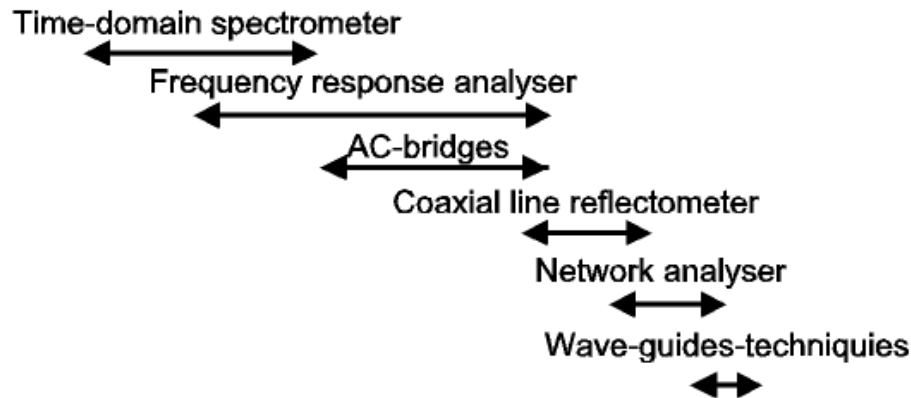 Time-domain spectrometer
Frequency response analyser
AC-bridges
Coaxial line reflectometer
Network analyser
Wave-guides-techniquies